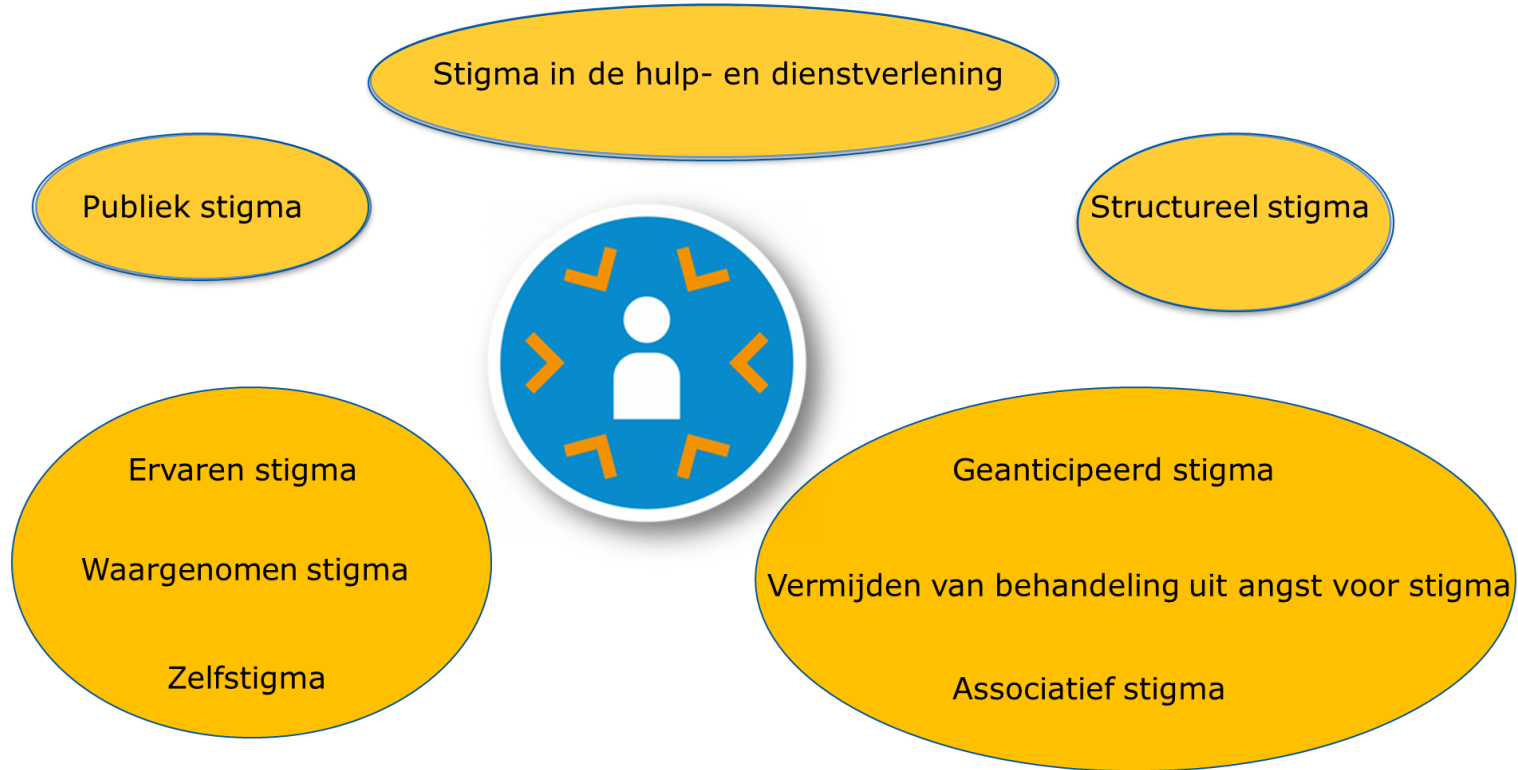 Stigma in de hulp- en dienstverlening
Publiek stigma
Structureel stigma
Ervaren stigma
Waargenomen stigma
Zelfstigma
Geanticipeerd stigma
Vermijden van behandeling uit angst voor stigma
Associatief stigma